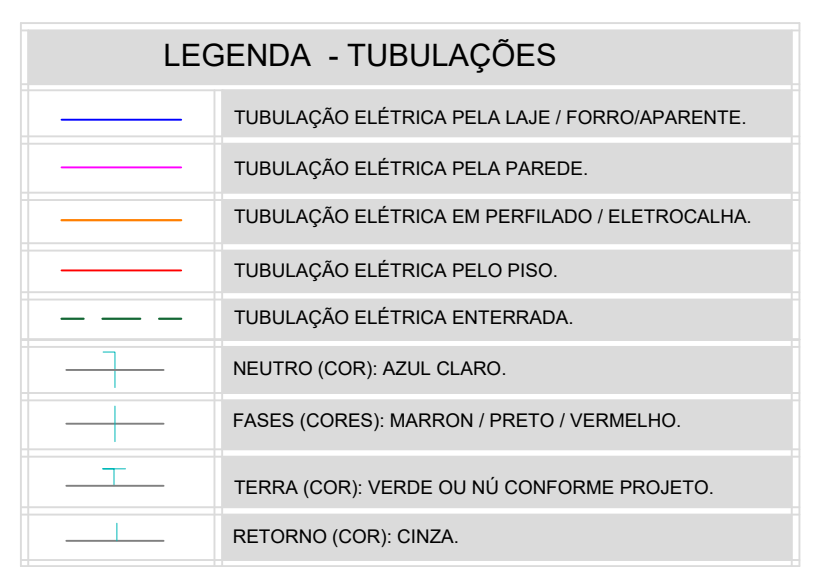 LEGENDA - TUBULAÇÕES
TUBULAÇÃO ELÉTRICA PELA LAJE / FORRO/APARENTE.
TUBULAÇÃO ELÉTRICA PELA PAREDE.
TUBULAÇÃO ELÉTRICA EM PERFILADO / ELETROCALHA.
TUBULAÇÃO ELÉTRICA PELO PISO.
TUBULAÇÃO ELÉTRICA ENTERRADA.
NEUTRO (COR): AZUL CLARO.
FASES (CORES): MARRON / PRETO / VERMELHO.
TERRA (COR): VERDE OU NÚ CONFORME PROJETO.
RETORNO (COR): CINZA.